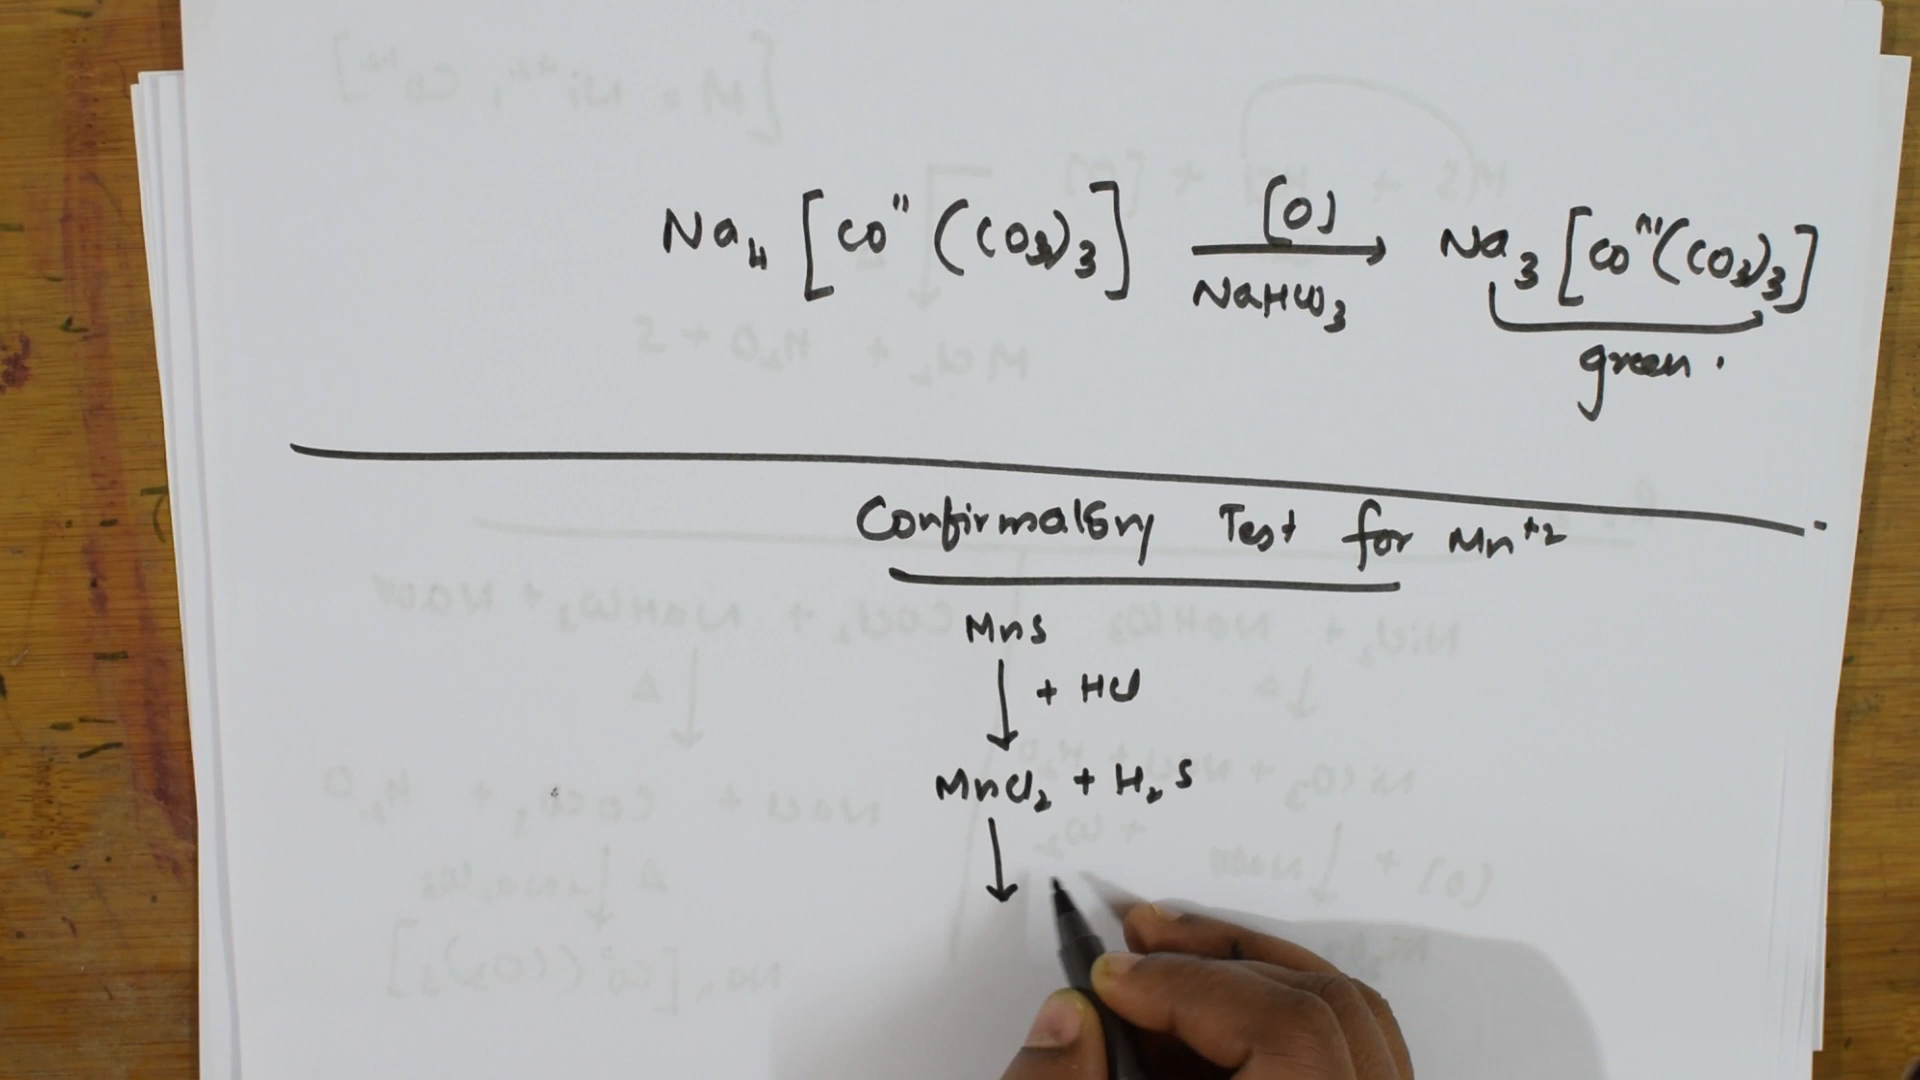 Na4 [Co" (CO3)3] [O] NaHCO3 Na3 [Co"'(CO3)3]
green.
Confirmatory Test for Mn+2
MnS
+ HCl
MnCl2 + H2S